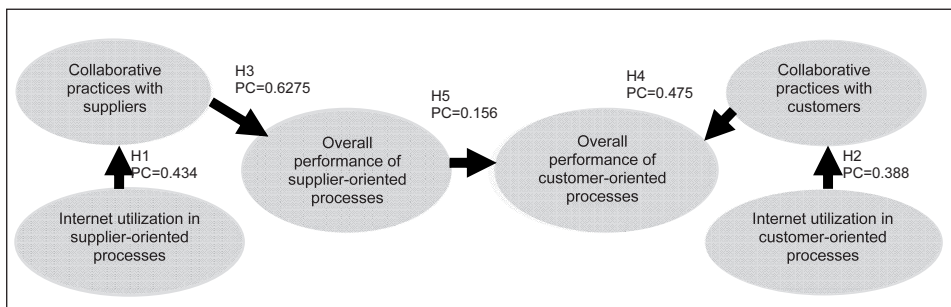 Collaborative
practices with
suppliers
H3
PC=0.6275
H1
PC=0.434
Internet utilization in
supplier-oriented
processes
Overall
performance of
supplier-oriented
processes
H5
PC=0.156
Overall
performance of
customer-oriented
processes
H4
PC=0.475
Collaborative
practices with
customers
H2
PC=0.388
Internet utilization in
customer-oriented
processes